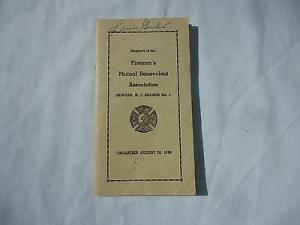 Members of the
Firemen's
Mutual Benevolent
Association
NEWARK, N. J. BRANCH No. 4
ORGANIZED AUGUST